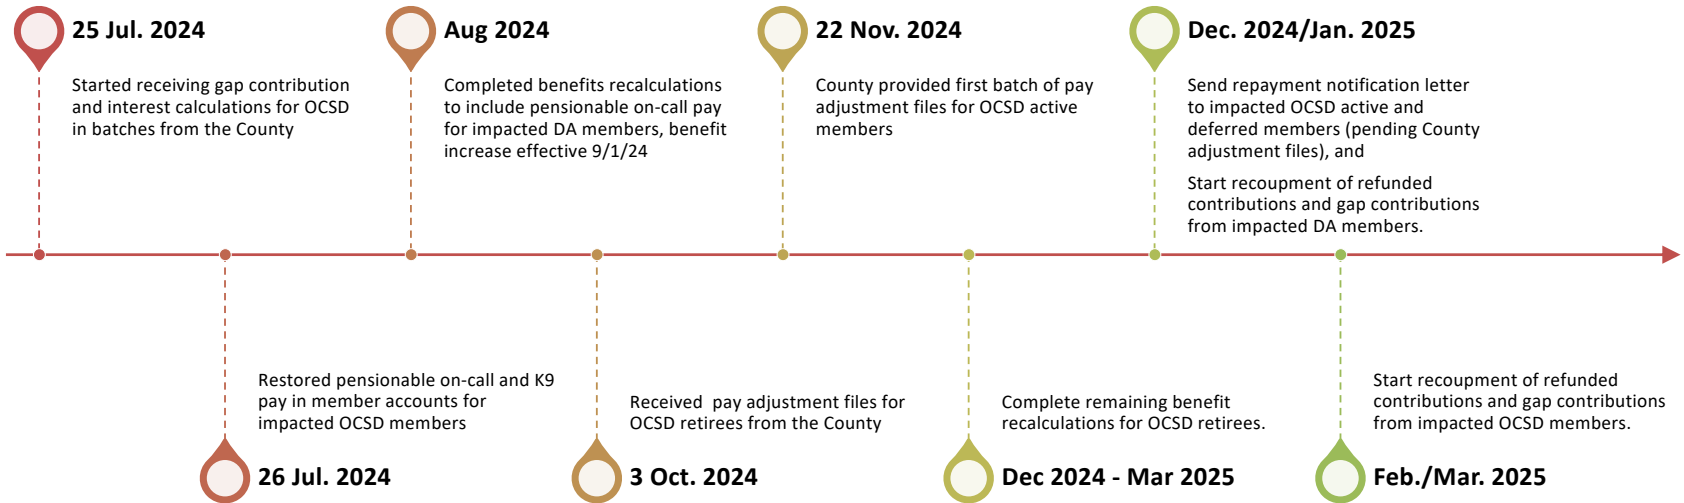 25 Jul. 2024
Started receiving gap contribution
and interest calculations for OCSD
in batches from the County
Aug 2024
Completed benefits recalculations
to include pensionable on-call pay
for impacted DA members, benefit
increase effective 9/1/24
22 Nov. 2024
County provided first batch of pay
adjustment files for OCSD active
members
Dec. 2024/Jan. 2025
Send repayment notification letter
to impacted OCSD active and
deferred members (pending County
adjustment files), and
Start recoupment of refunded
contributions and gap contributions
from impacted DA members.
Restored pensionable on-call and K9
pay in member accounts for
impacted OCSD members
26 Jul. 2024
Received pay adjustment files for
OCSD retirees from the County
3 Oct. 2024
Complete remaining benefit
recalculations for OCSD retirees.
Dec 2024 - Mar 2025
Start recoupment of refunded
contributions and gap contributions
from impacted OCSD members.
Feb./Mar. 2025